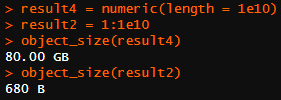 > result4 = numeric(length = 1e10)
> result2 = 1:1e10
> object_size(result4)
80.00 GB
> object_size(result2)
680 B